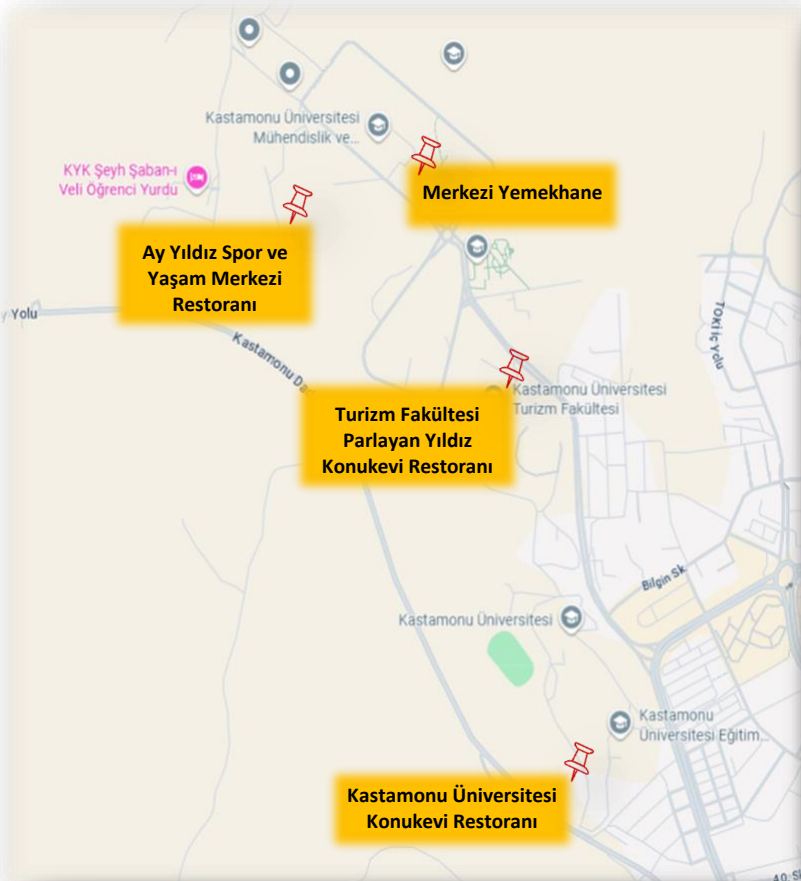 Kastamonu Üniversitesi
Mühendislik ve...
KYK Şeyh Şaban-ı
Veli Öğrenci Yurdu
Merkezi Yemekhane
Ay Yıldız Spor ve
Yaşam Merkezi
Restoranı
y Yolu
TOKİ iç yolu
Kastamonu Da
Kastamonu Üniversitesi
Turizm Fakültesi
Turizm Fakültesi
Parlayan Yıldız
Konukevi Restoranı
Bilgin Sk.
Kastamonu Üniversitesi
Kastamonu
Üniversitesi Eğitim...
Kastamonu Üniversitesi
Konukevi Restoranı